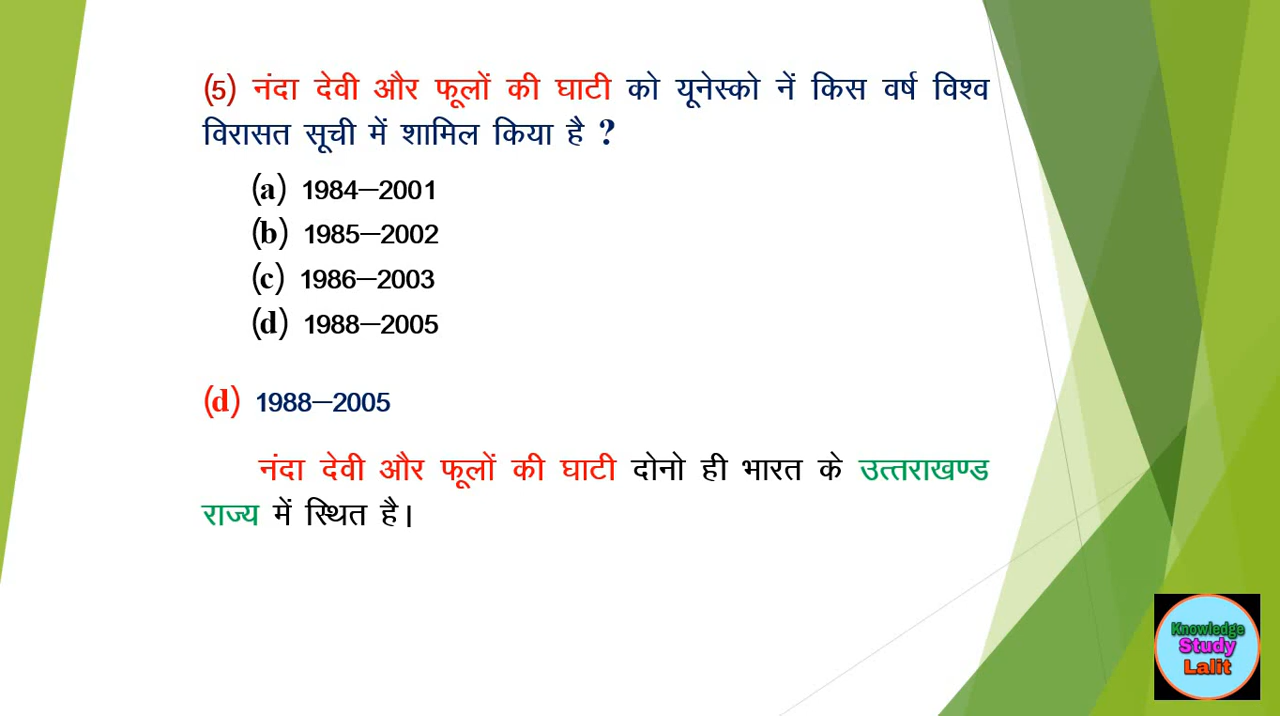 (5) नंदा देवी और फूलों की घाटी को यूनेस्को नें किस वर्ष विश्व
विरासत सूची में शामिल किया है ?
(a) 1984–2001
(b) 1985–2002
(c) 1986–2003
(d) 1988–2005
(d) 1988–2005
नंदा देवी और फूलों की घाटी दोनो ही भारत के उत्तराखण्ड
राज्य में स्थित है।
Knowledge
Study
Lalit